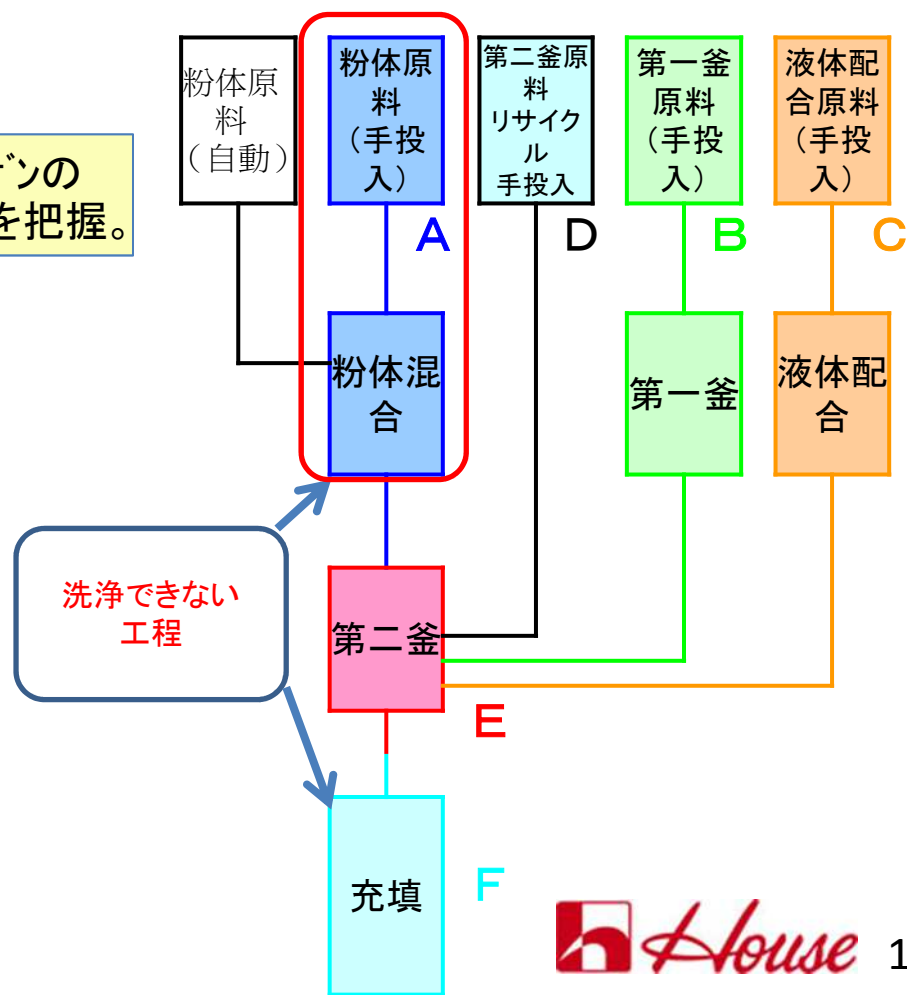 粉体原
料
（自動）
粉体原
料
（手投
入）
第二釜原
料
リサイク
ル
手投入
第一釜
原料
（手投
入）
液体配
合原料
（手投
入）
ﾞﾝの
を把握。
A
D
B
C
粉体混
合
第一釜
液体配
合
洗浄できない
工程
第二釜
E
充填
F
House
1